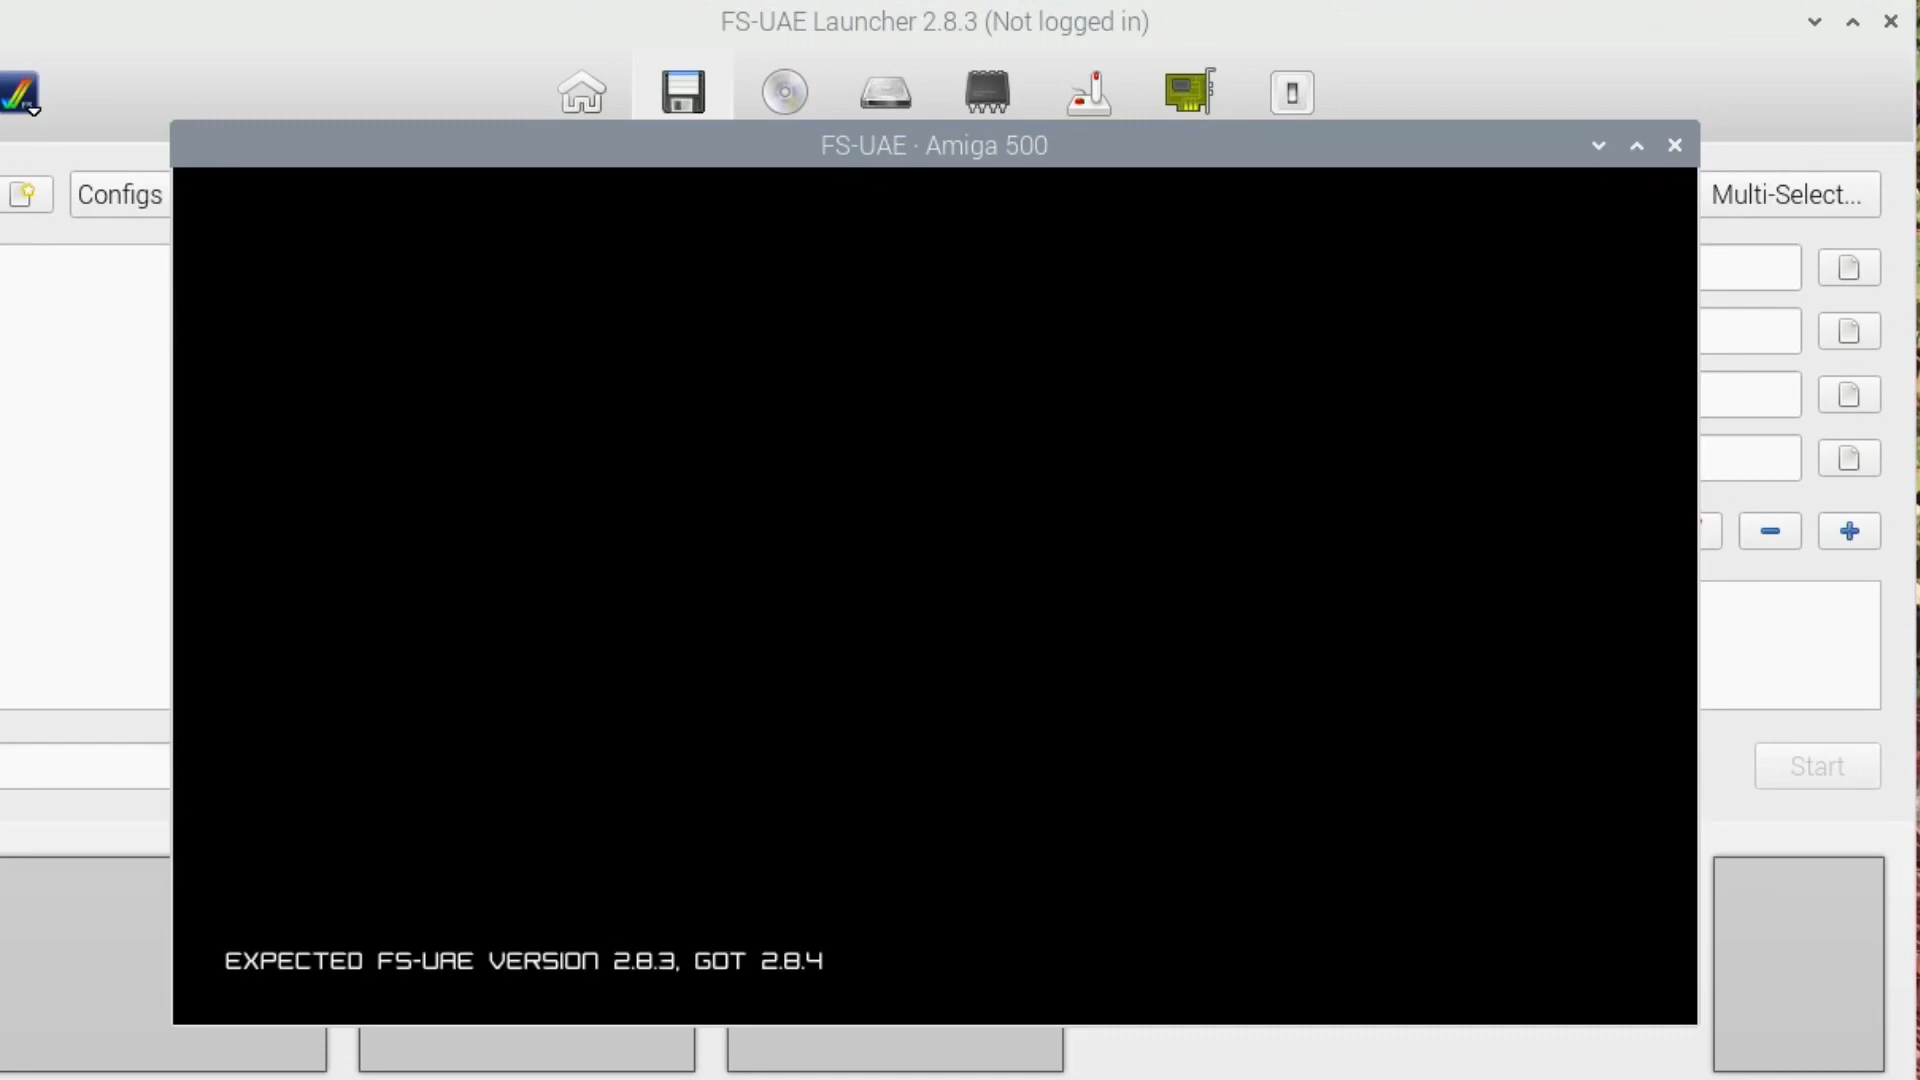 FS-UAE Launcher 2.8.3 (Not logged in)
FS-UAE · Amiga 500
Configs
Multi-Select...
Start
EXPECTED FS-UAE VERSION 2.8.3, GOT 2.8.4